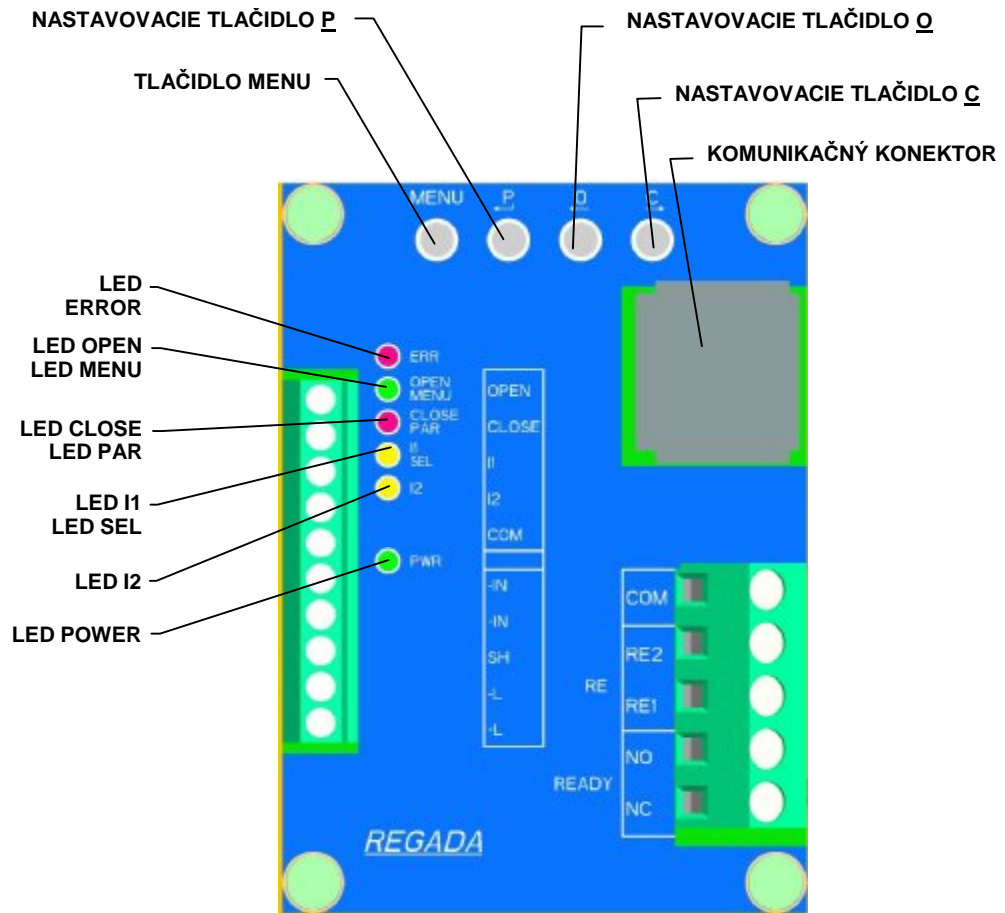 NASTAVOVACIE TLAČIDLO P
NASTAVOVACIE TLAČIDLO O
TLAČIDLO MENU
NASTAVOVACIE TLAČIDLO C
KOMUNIKAČNÝ KONEKTOR
MENU
P
O
C
LED
ERROR
LED OPEN
LED MENU
LED CLOSE
LED PAR
LED I1
LED SEL
LED I2
LED POWER
ERR
OPEN
MENU
CLOSE
PAR
I1
SEL
I2
PWR
OPEN
CLOSE
I1
I2
COM
-IN
-IN
SH
-L
-L
COM
RE2
RE
RE1
NO
READY
NC
REGADA